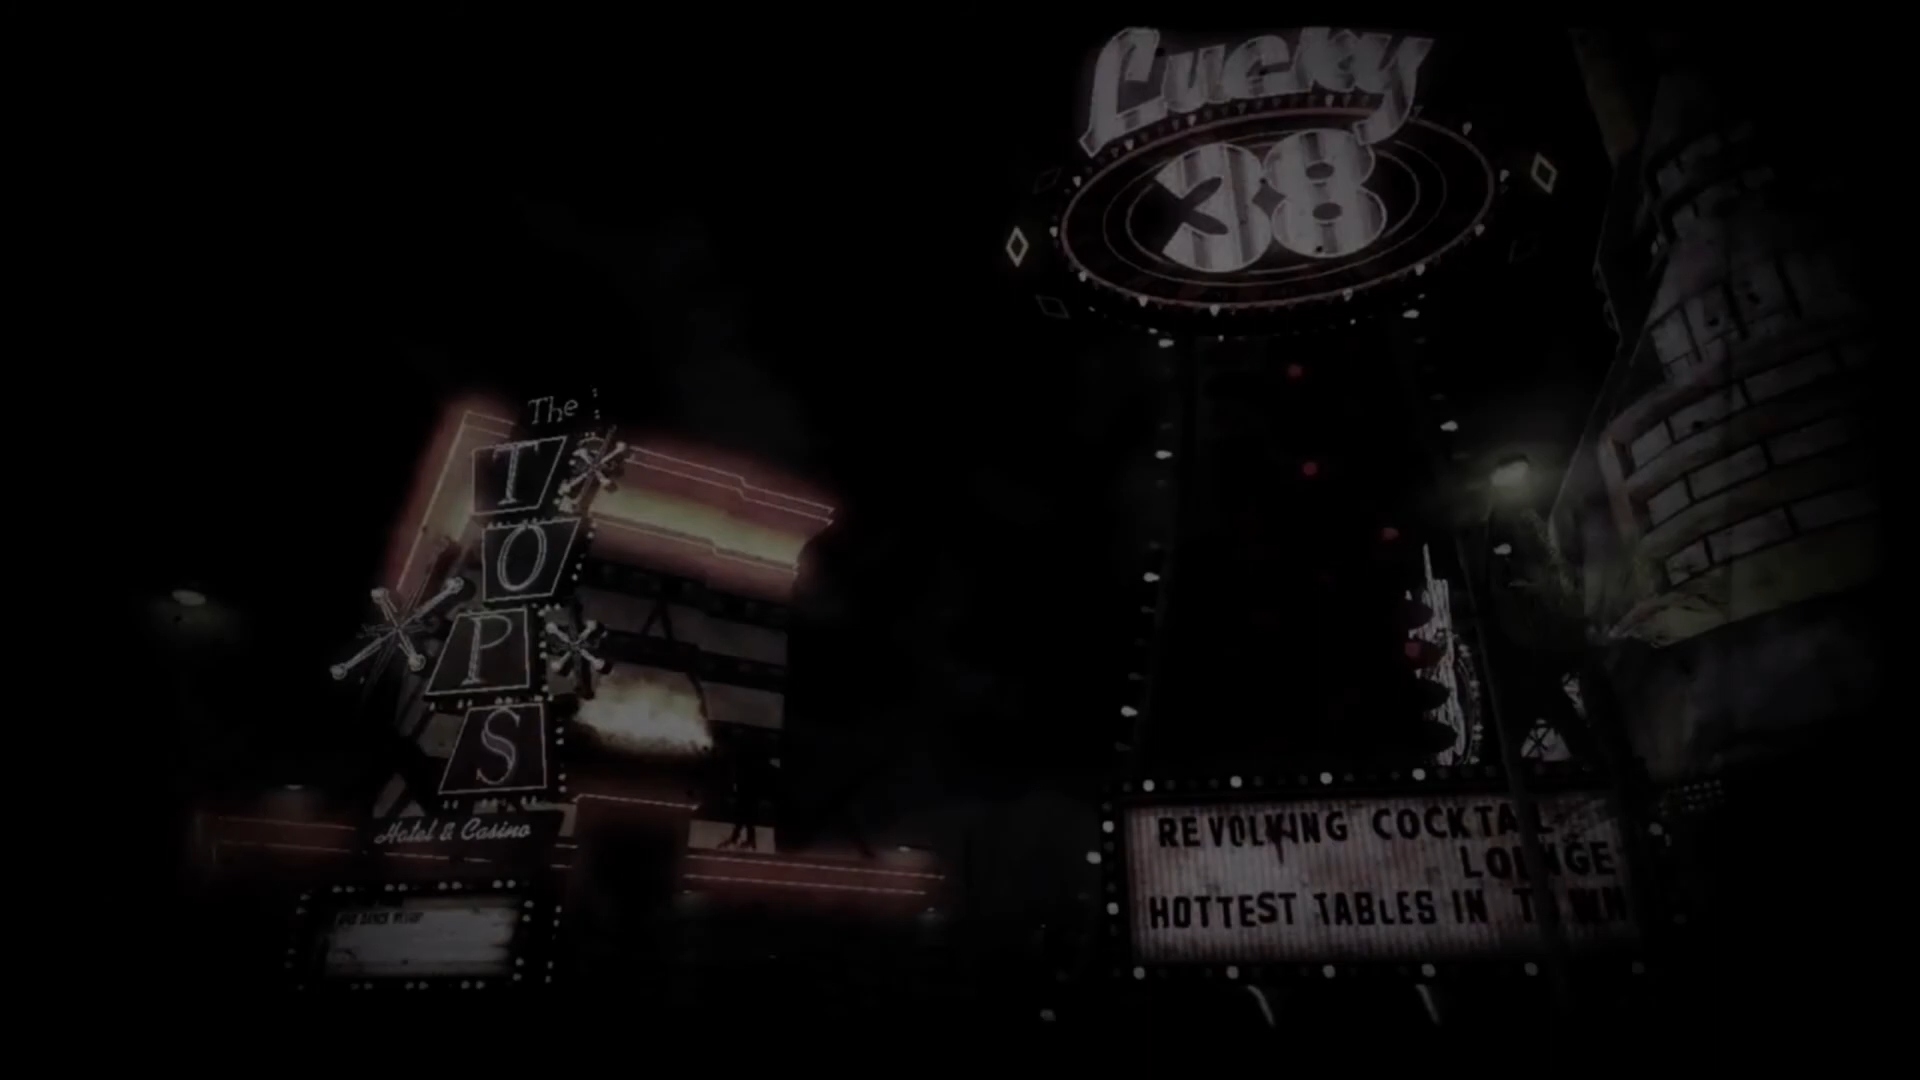 The
TOPS
Hotel & Casino
Lucky
38
REVOLVING COCKTAIL
LOUNGE
HOTTEST TABLES IN TOWN